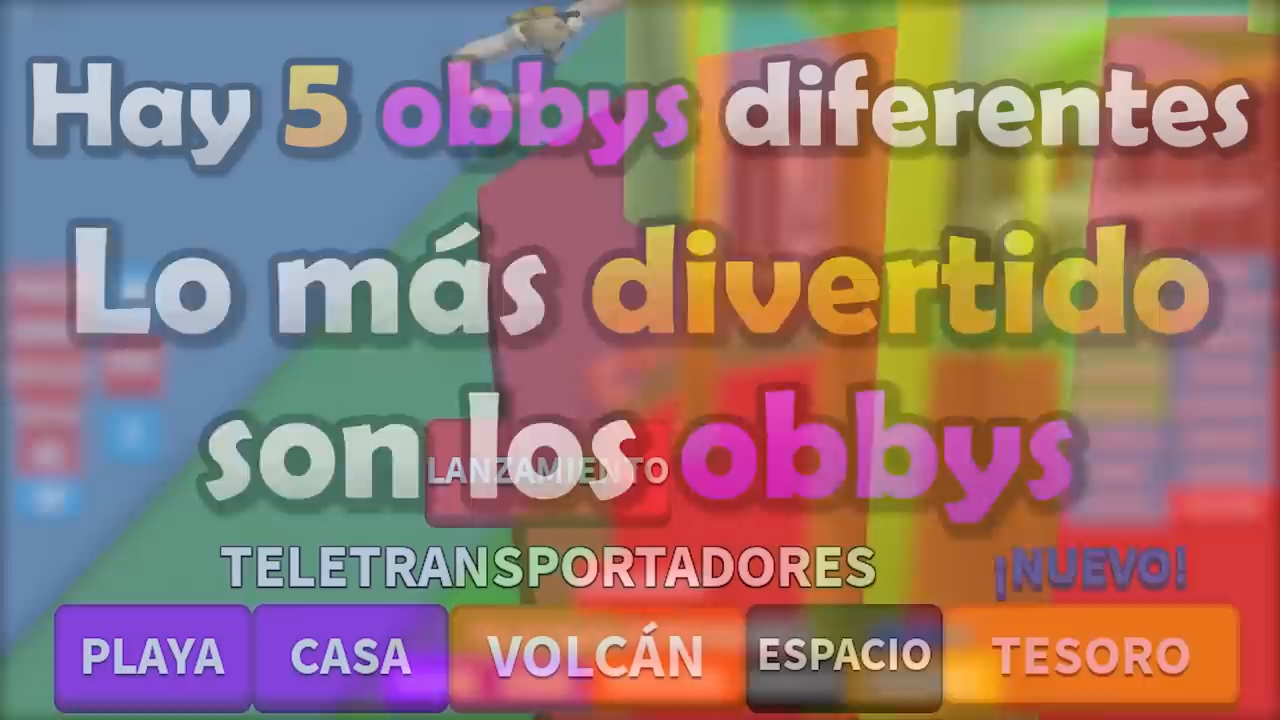 Hay 5 obbys diferentes
Lo más divertido
son los obbys
LANZAMIENTO
TELETRANSPORTADORES
¡NUEVO!
PLAYA CASA VOLCÁN ESPACIO TESORO